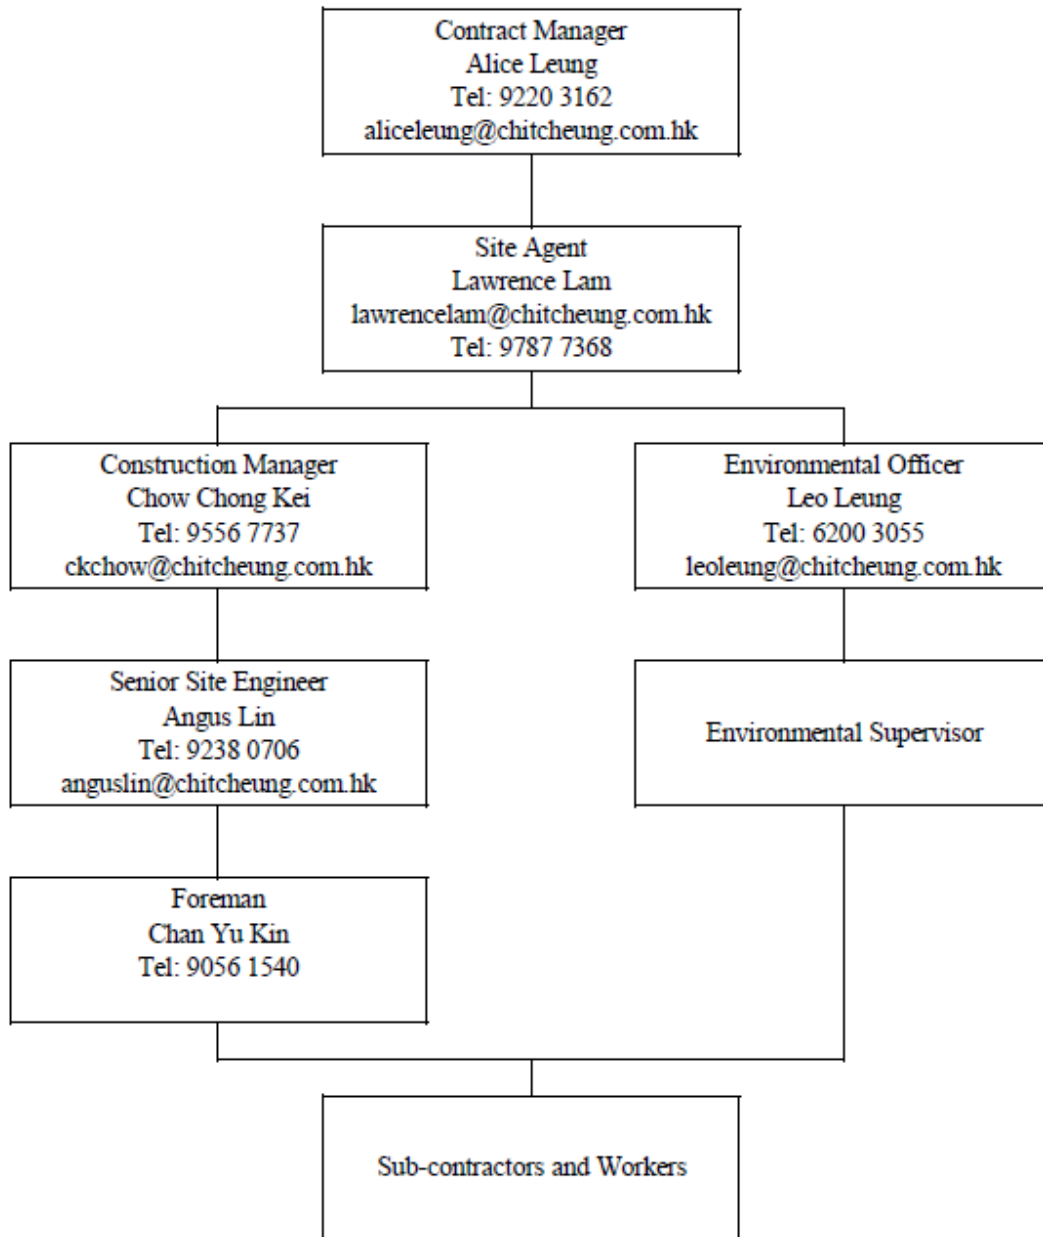 Contract Manager
Alice Leung
Tel: 9220 3162
aliceleung@chitcheung.com.hk
Site Agent
Lawrence Lam
lawrencelam@chitcheung.com.hk
Tel: 9787 7368
Construction Manager
Chow Chong Kei
Tel: 9556 7737
ckchow@chitcheung.com.hk
Environmental Officer
Leo Leung
Tel: 6200 3055
leoleung@chitcheung.com.hk
Senior Site Engineer
Angus Lin
Tel: 9238 0706
anguslin@chitcheung.com.hk
Environmental Supervisor
Foreman
Chan Yu Kin
Tel: 9056 1540
Sub-contractors and Workers